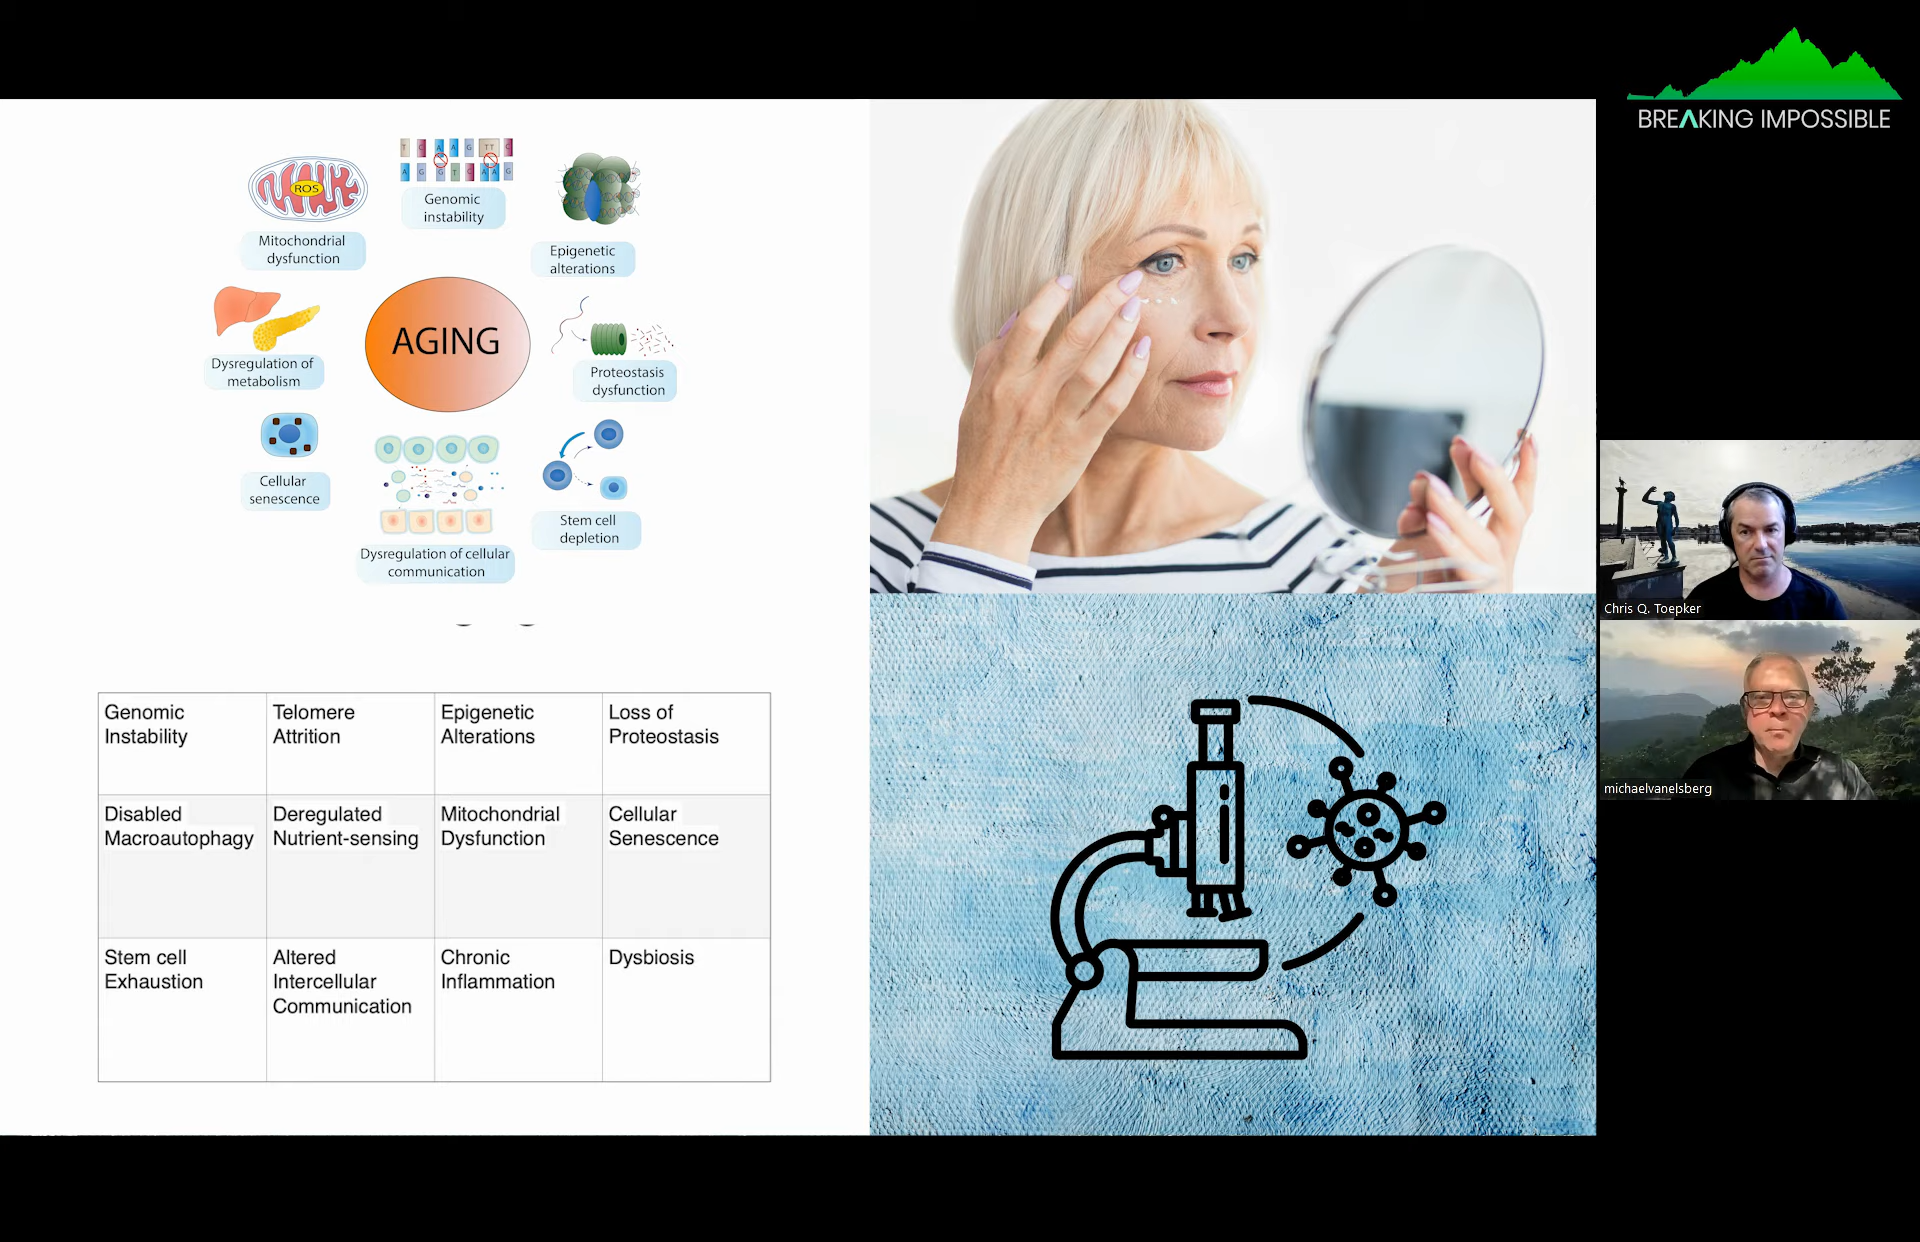 BREAKING IMPOSSIBLE
T C A A G TT C
A G G T C A A G
ROS
Genomic
instability
Mitochondrial
dysfunction
Epigenetic
alterations
AGING
Dysregulation of
metabolism
Proteostasis
dysfunction
Cellular
senescence
Stem cell
depletion
Dysregulation of cellular
communication
Genomic
Instability
Telomere
Attrition
Epigenetic
Alterations
Loss of
Proteostasis
Disabled
Macroautophagy
Deregulated
Nutrient-sensing
Mitochondrial
Dysfunction
Cellular
Senescence
Stem cell
Exhaustion
Altered
Intercellular
Communication
Chronic
Inflammation
Dysbiosis
Chris Q. Toepker
michaelvanelsberg